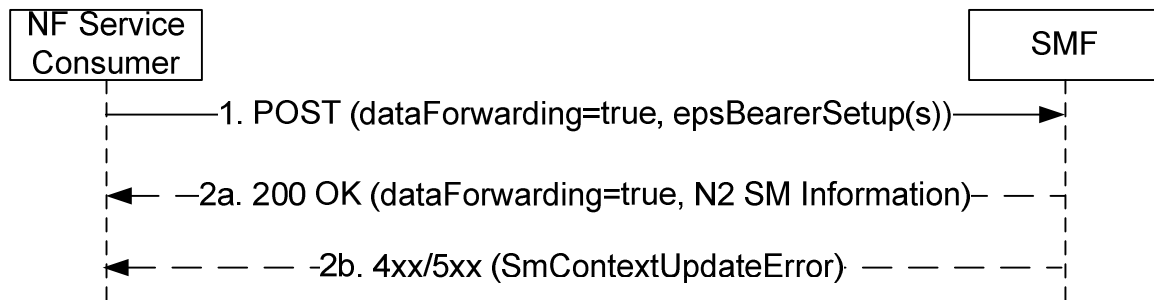 NF Service
Consumer
SMF
1. POST (dataForwarding=true, epsBearerSetup(s))
2a. 200 OK (dataForwarding=true, N2 SM Information)
2b. 4xx/5xx (SmContextUpdateError)